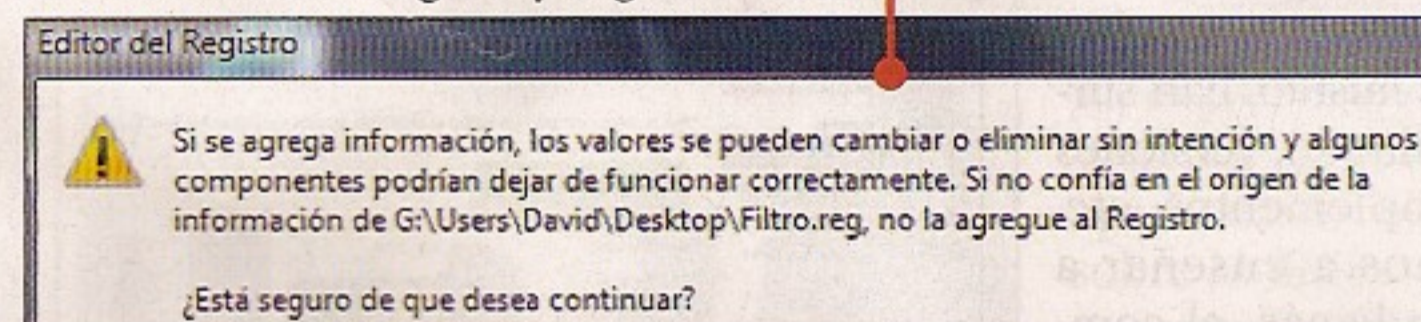 Editor del Registro
Si se agrega información, los valores se pueden cambiar o eliminar sin intención y algunos
componentes podrían dejar de funcionar correctamente. Si no confía en el origen de la
información de G:\Users\David\Desktop\Filtro.reg, no la agregue al Registro.
¿Está seguro de que desea continuar?